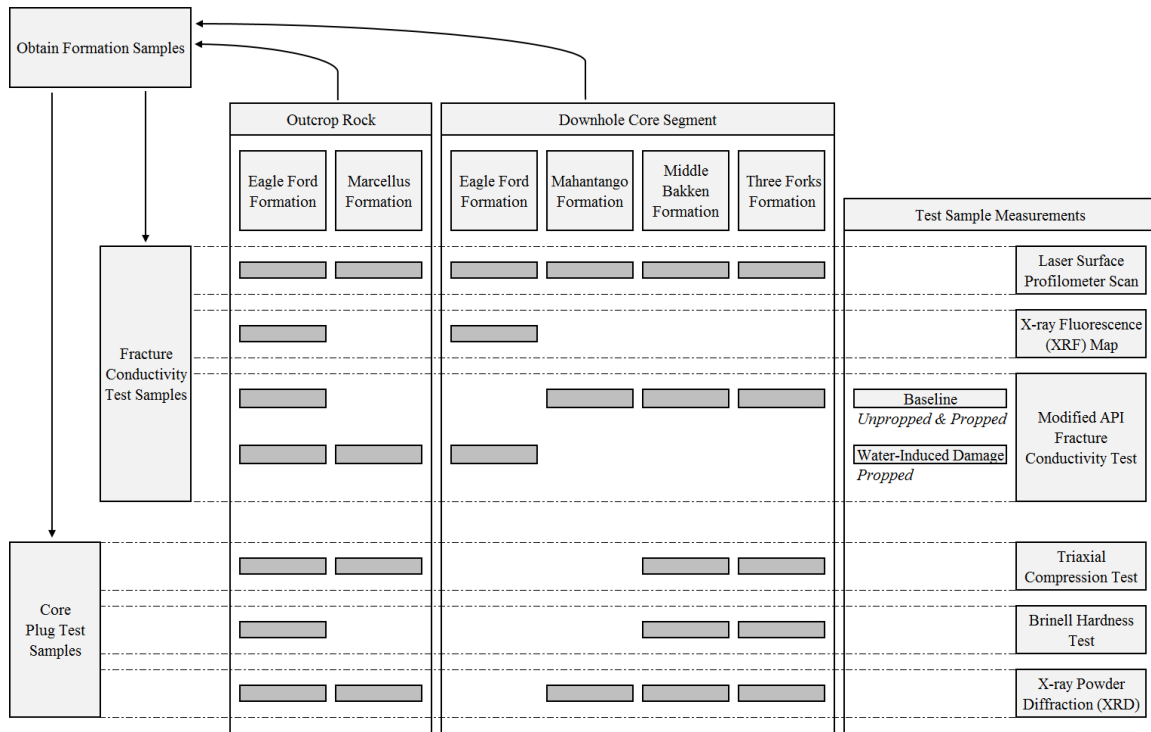 Obtain Formation Samples
Outcrop Rock
Downhole Core Segment
Eagle Ford
Formation
Marcellus
Formation
Eagle Ford
Formation
Mahantango
Formation
Middle
Bakken
Formation
Three Forks
Formation
Test Sample Measurements
Fracture
Conductivity
Test Samples
Laser Surface
Profilometer Scan
X-ray Fluorescence
(XRF) Map
Baseline
Unpropped & Propped
Water-Induced Damage
Propped
Modified API
Fracture
Conductivity Test
Core
Plug Test
Samples
Triaxial
Compression Test
Brinell Hardness
Test
X-ray Powder
Diffraction (XRD)